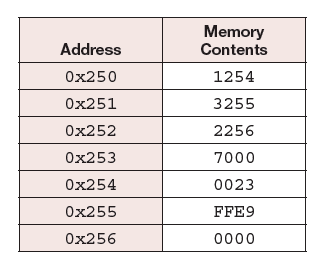 Address Memory Contents
0x250 1254
0x251 3255
0x252 2256
0x253 7000
0x254 0023
0x255 FFE9
0x256 0000